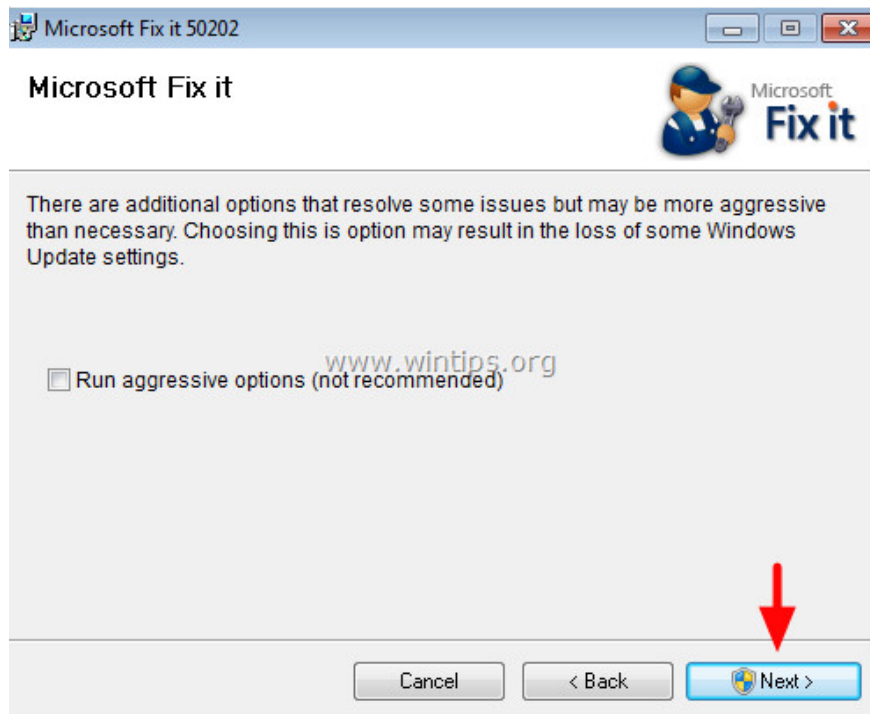 Microsoft Fix it 50202
Microsoft Fix it
Microsoft
Fix it
There are additional options that resolve some issues but may be more aggressive
than necessary. Choosing this is option may result in the loss of some Windows
Update settings.
www.wintips.org
Run aggressive options (not recommended)
Cancel
< Back
Next >